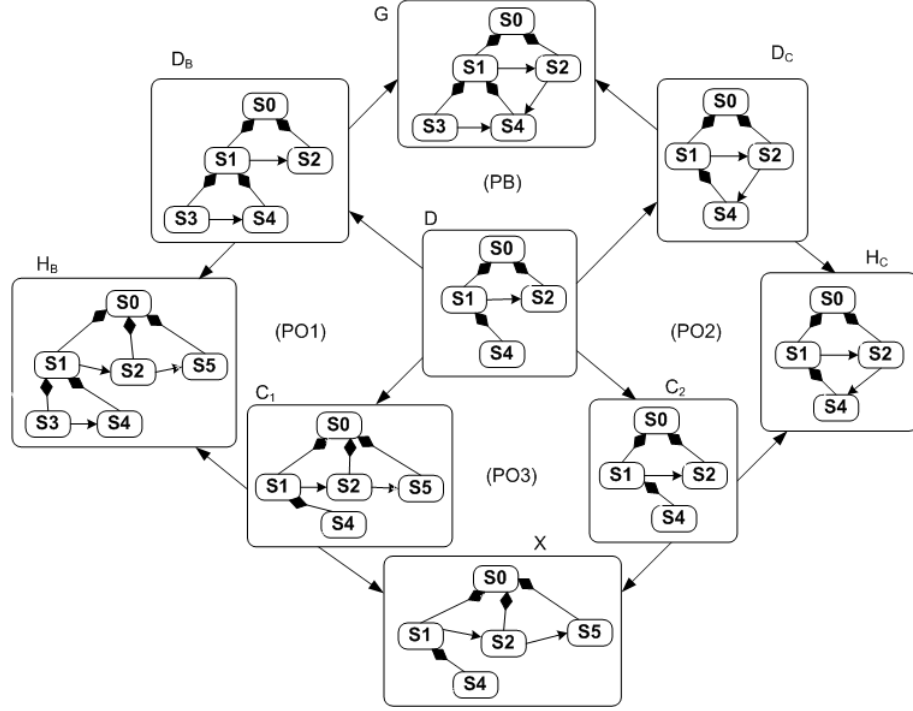 G
S0
S1 S2
S3 S4
D_B
S0
S1 S2
S3 S4
D_C
S0
S1 S2
S4
(PB)
D
S0
S1 S2
S4
H_B
S0
S1 S2 S5
S3 S4
(PO1)
(PO2)
H_C
S0
S1 S2
S4
C_1
S0
S1 S2 S5
S4
(PO3)
C_2
S0
S1 S2
S4
X
S0
S1 S2 S5
S4